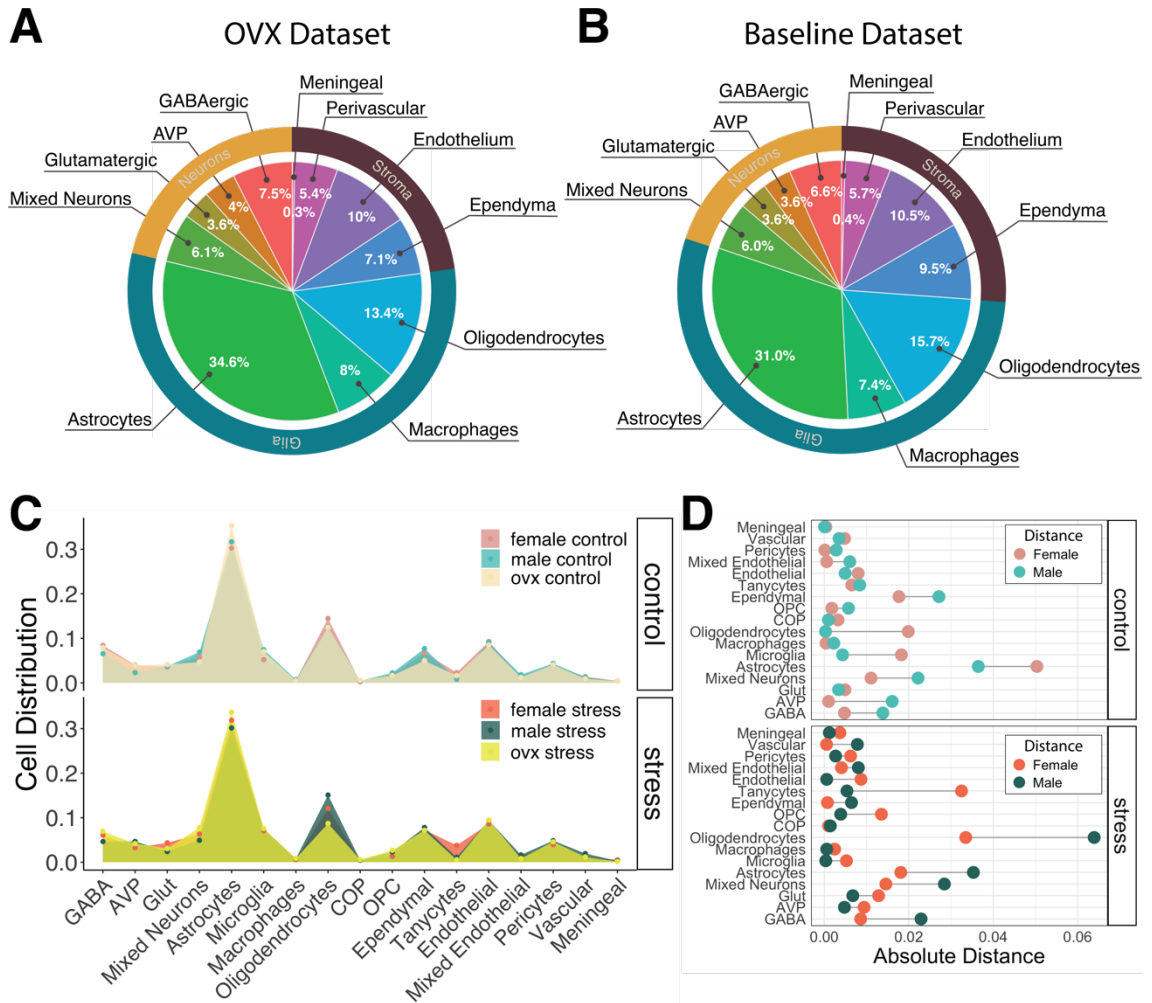 A
OVX Dataset
Meningeal
GABAergic
Perivascular
AVP
Endothelium
Glutamatergic
Neurons
Stroma
Mixed Neurons
Ependyma
7.5%
5.4%
4%
0.3%
10%
3.6%
6.1%
7.1%
13.4%
Oligodendrocytes
34.6%
8%
Astrocytes
Glia
Macrophages
B
Baseline Dataset
Meningeal
GABAergic
Perivascular
AVP
Endothelium
Glutamatergic
Neurons
Stroma
Mixed Neurons
Ependyma
6.6%
5.7%
3.6%
0.4%
10.5%
3.6%
6.0%
9.5%
15.7%
Oligodendrocytes
31.0%
7.4%
Astrocytes
Glia
Macrophages
C
Cell Distribution
0.3
0.2
0.1
0.0
female control
male control
ovx control
control
0.3
0.2
0.1
0.0
female stress
male stress
ovx stress
stress
GABA
AVP
Glut
Mixed Neurons
Astrocytes
Microglia
Macrophages
Oligodendrocytes
COP
OPC
Ependymal
Tanycytes
Endothelial
Mixed Endothelial
Pericytes
Vascular
Meningeal
D
Meningeal
Vascular
Pericytes
Mixed Endothelial
Endothelial
Tanycytes
Ependymal
OPC
COP
Oligodendrocytes
Macrophages
Microglia
Astrocytes
Mixed Neurons
Glut
AVP
GABA
Distance
Female
Male
control
Meningeal
Vascular
Pericytes
Mixed Endothelial
Endothelial
Tanycytes
Ependymal
OPC
COP
Oligodendrocytes
Macrophages
Microglia
Astrocytes
Mixed Neurons
Glut
AVP
GABA
Distance
Female
Male
stress
0.00
0.02
0.04
0.06
Absolute Distance